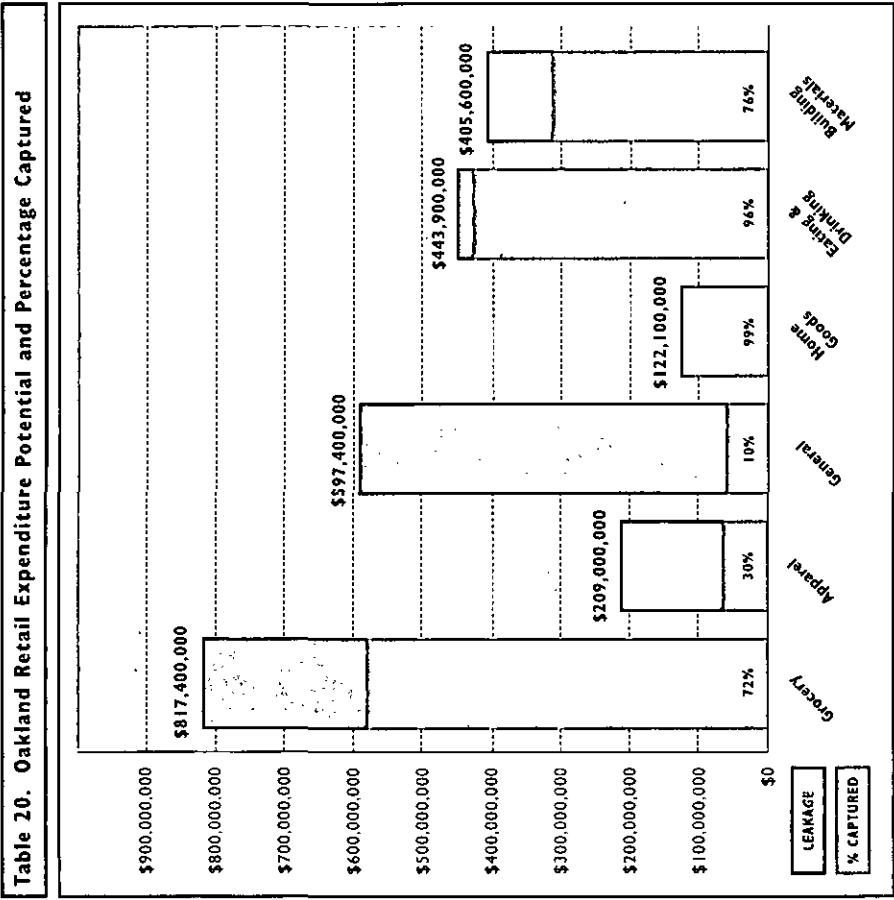 Table 20. Oakland Retail Expenditure Potential and Percentage Captured
$900,000,000
$800,000,000
$700,000,000
$600,000,000
$500,000,000
$400,000,000
$300,000,000
$200,000,000
$100,000,000
$0
$817,400,000
$209,000,000
$597,400,000
$122,100,000
$443,900,000
$405,600,000
72%
30%
10%
99%
96%
76%
Grocery
Apparel
General
Home
Goods
Eating &
Drinking
Building
Materials
LEAKAGE
% CAPTURED